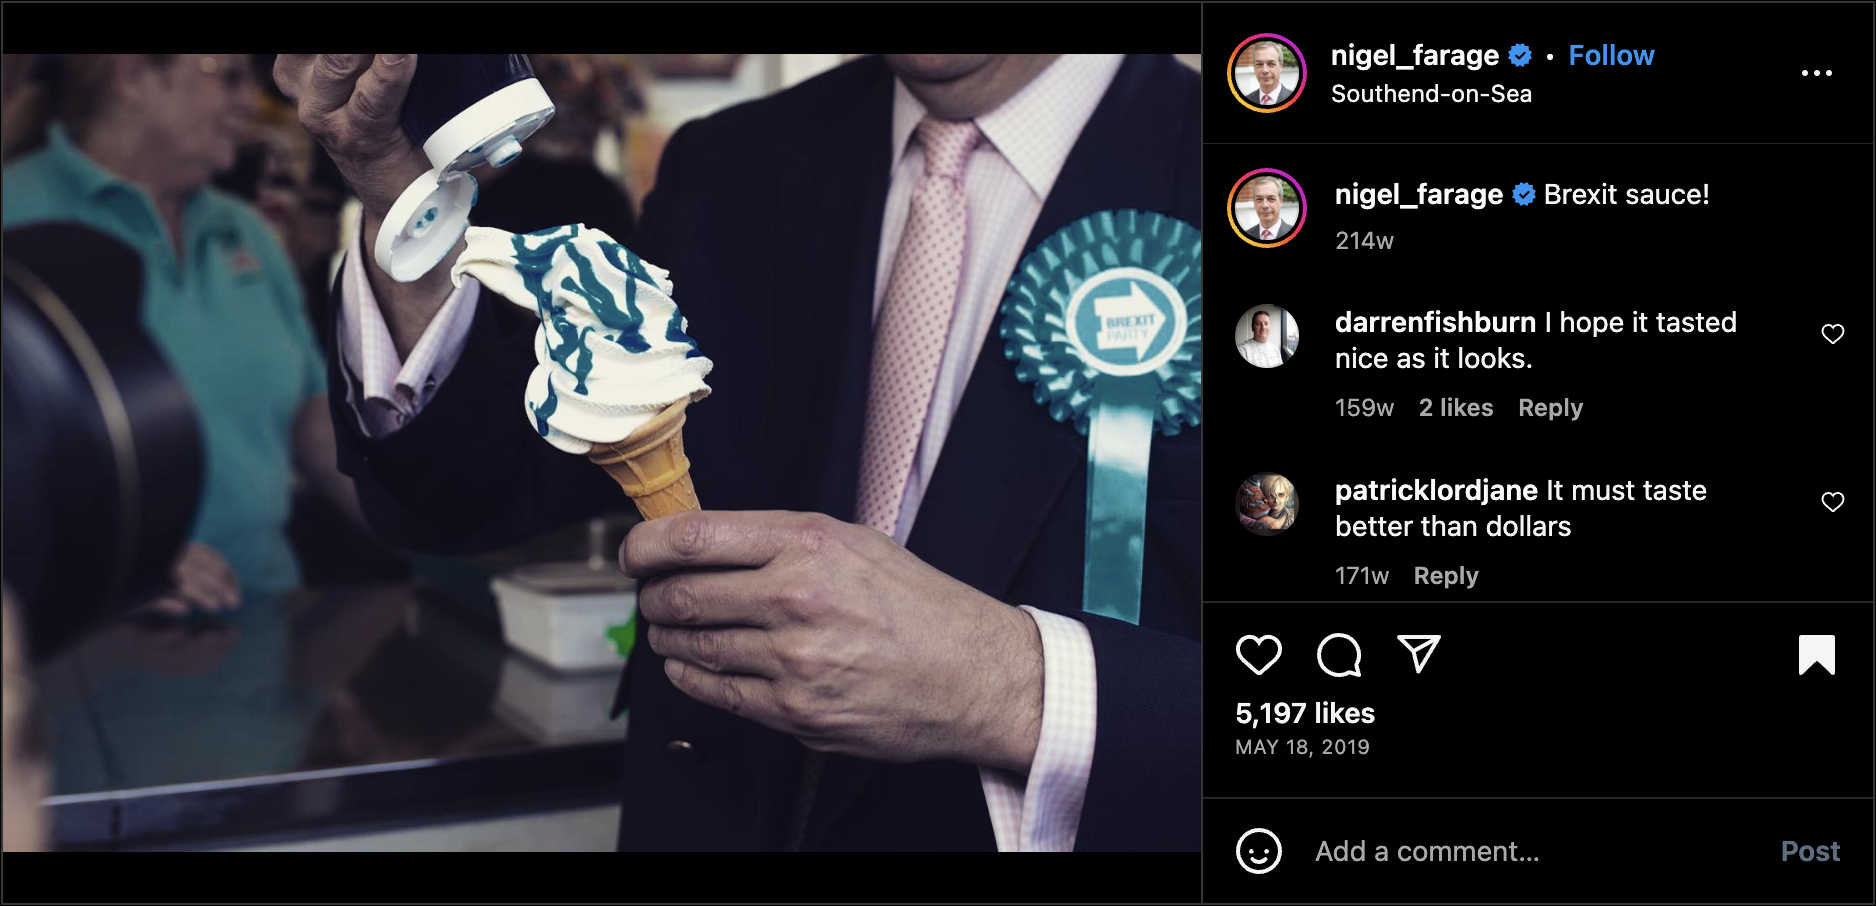 BREXIT
PARTY
nigel_farage • Follow
Southend-on-Sea
nigel_farage Brexit sauce!
214w
darrenfishburn I hope it tasted
nice as it looks.
159w 2 likes Reply
patricklordjane It must taste
better than dollars
171w Reply
5,197 likes
MAY 18, 2019
Add a comment...
Post